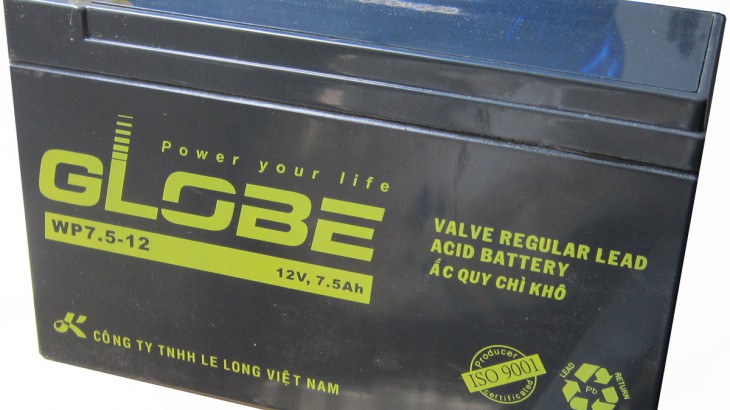 Power your life
GLOBE
WP7.5-12
12V, 7.5Ah
VALVE REGULAR LEAD
ACID BATTERY
ẮC QUY CHÌ KHÔ
CÔNG TY TNHH LE LONG VIỆT NAM
producer
ISO 9001
certificated
LEAD
RETURN
Pb
RECYCLE